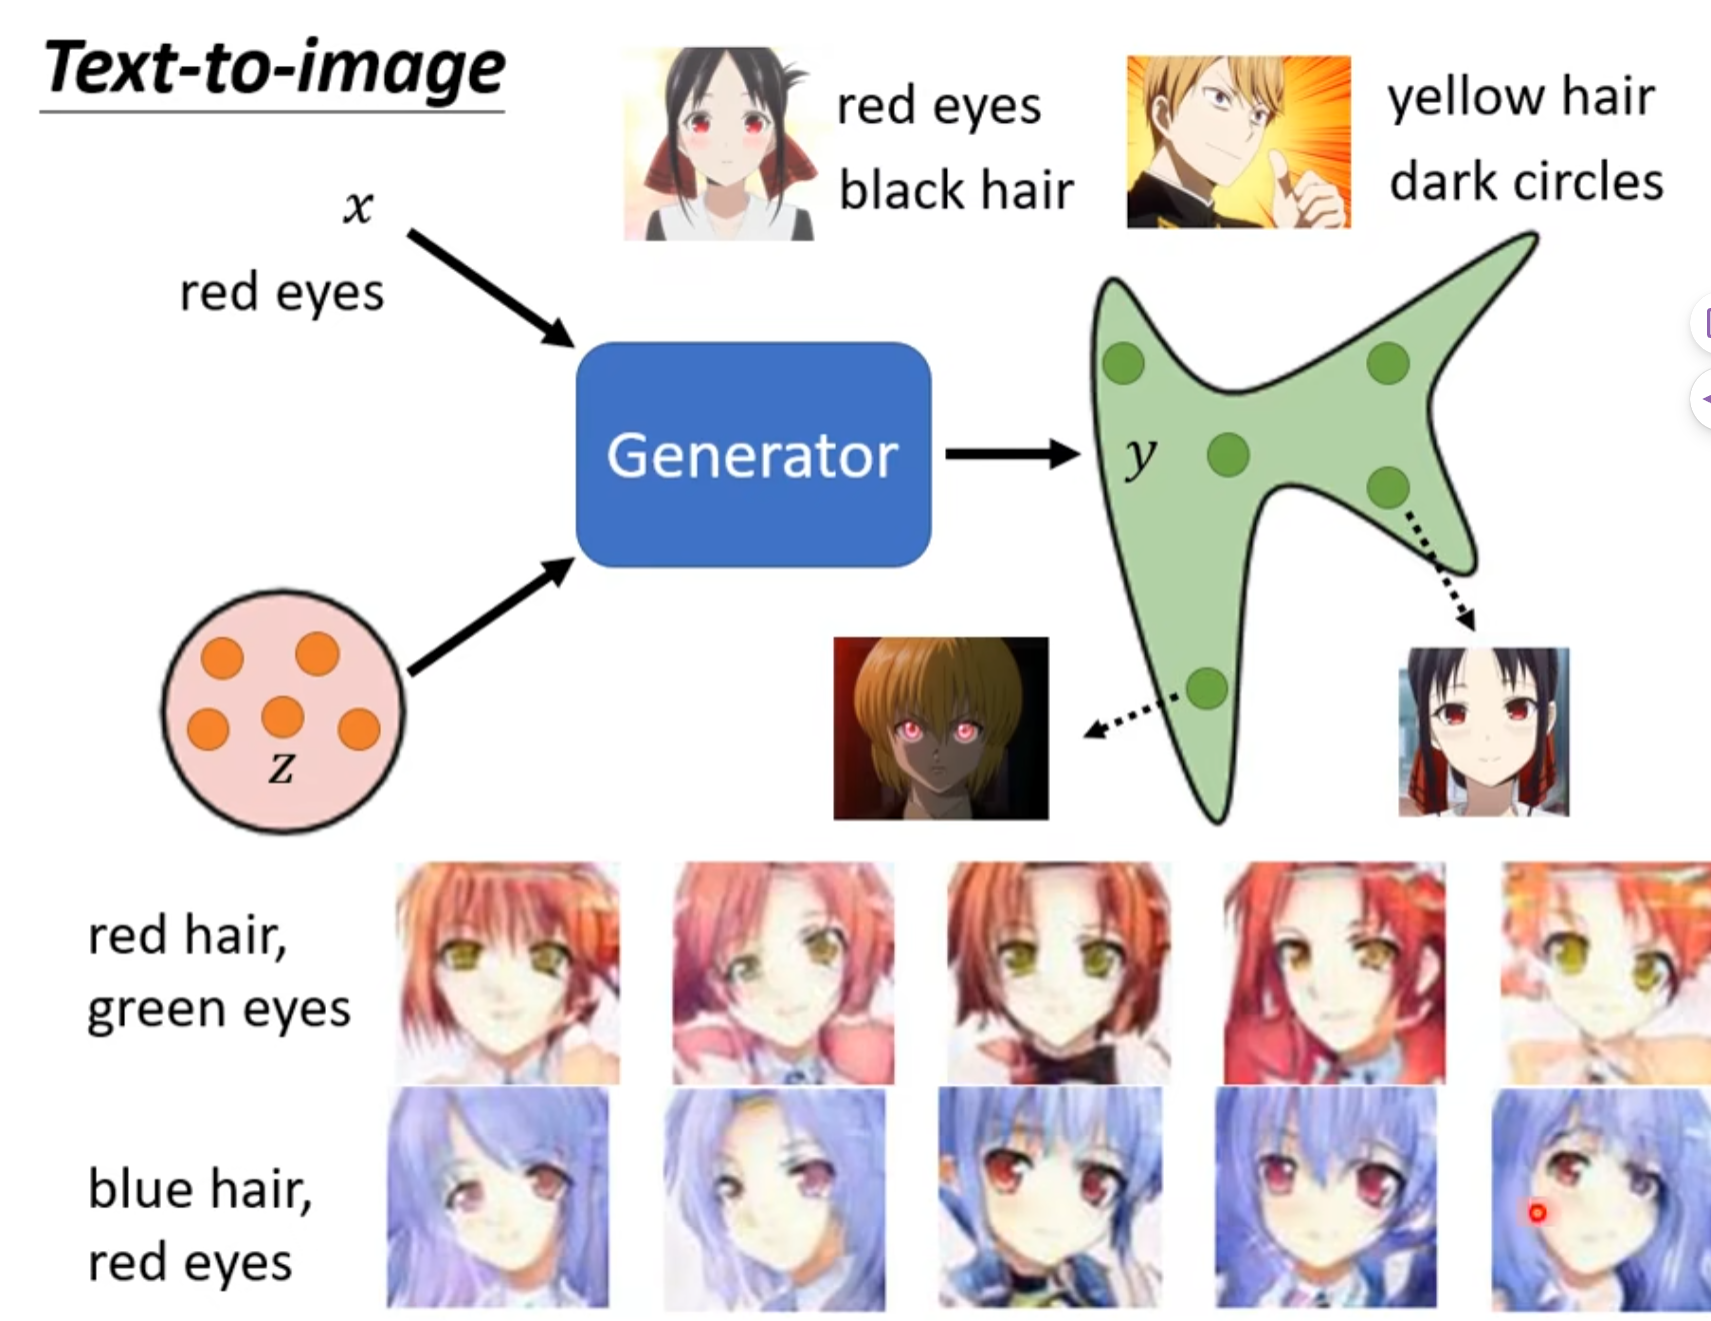 Text-to-image
red eyes
black hair
yellow hair
dark circles
x
red eyes
Generator
y
z
red hair,
green eyes
blue hair,
red eyes